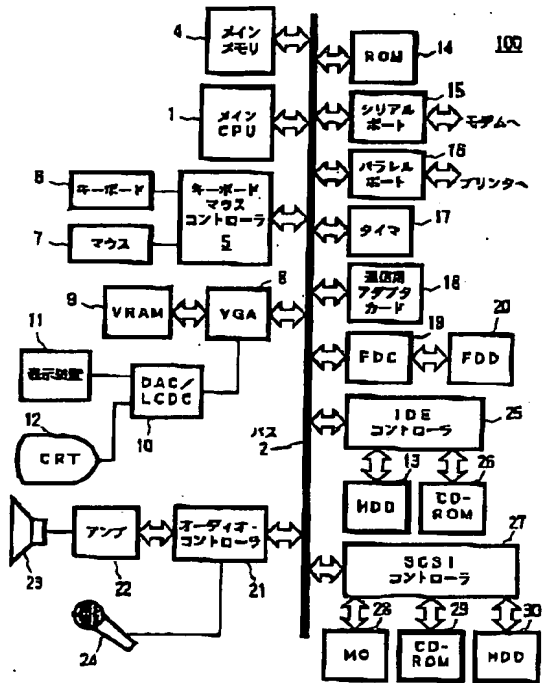 100
4
メイン
メモリ
ROM
14
1
メイン
CPU
15
シリアル
ポート
モデムへ
6
キーボード
キーボード
マウス
コントローラ
5
16
パラレル
ポート
プリンタへ
7
マウス
タイマ
17
8
9
VRAM
VGA
通信用
アダプタ
カード
18
19
20
11
表示装置
DAC/
LCDC
10
FDC
FDD
12
CRT
バス
2
IDE
コントローラ
25
13
26
HDD
CD-
ROM
23
アンプ
22
オーディオ-
コントローラ
21
27
SCSI
コントローラ
24
28
29
30
MO
CD-
ROM
HDD